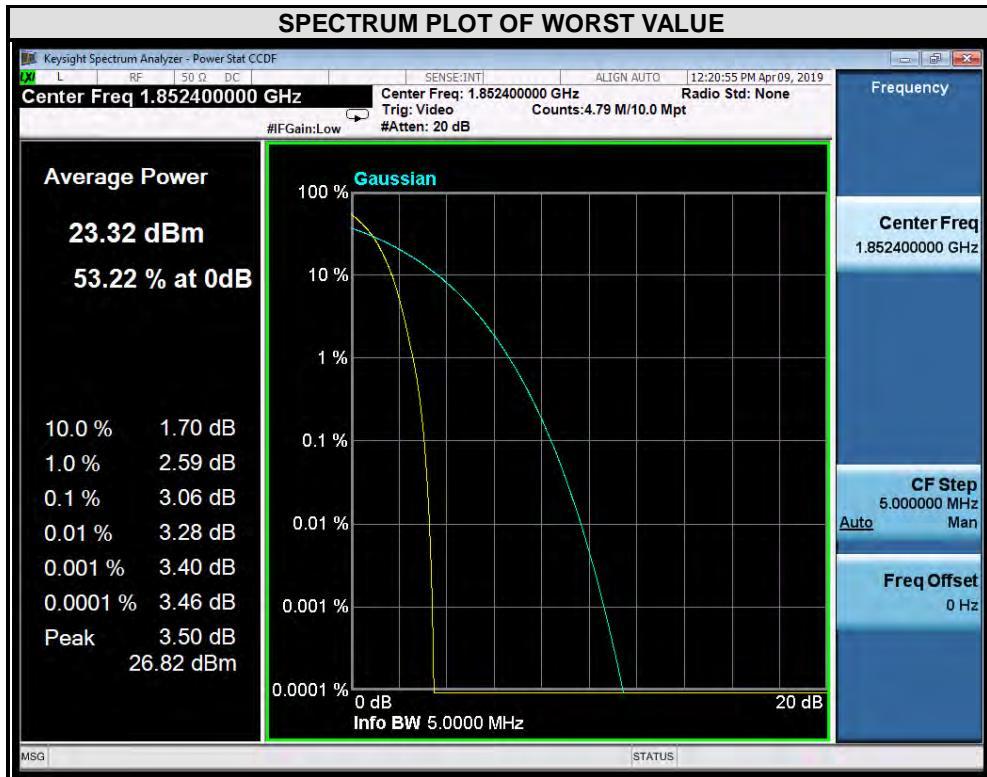 SPECTRUM PLOT OF WORST VALUE
Keysight Spectrum Analyzer - Power Stat CCDF
LXI L RF 50 Ω DC SENSE:INT ALIGN AUTO 12:20:55 PM Apr 09, 2019
Center Freq 1.852400000 GHz
Center Freq: 1.852400000 GHz Radio Std: None
Trig: Video Counts:4.79 M/10.0 Mpt
#IFGain:Low #Atten: 20 dB
Frequency
Average Power
23.32 dBm
53.22 % at 0dB
10.0 % 1.70 dB
1.0 % 2.59 dB
0.1 % 3.06 dB
0.01 % 3.28 dB
0.001 % 3.40 dB
0.0001 % 3.46 dB
Peak 3.50 dB
26.82 dBm
Gaussian
100 %
10 %
1 %
0.1 %
0.01 %
0.001 %
0.0001 %
0 dB 20 dB
Info BW 5.0000 MHz
Center Freq
1.852400000 GHz
CF Step
5.000000 MHz
Auto Man
Freq Offset
0 Hz
MSG STATUS